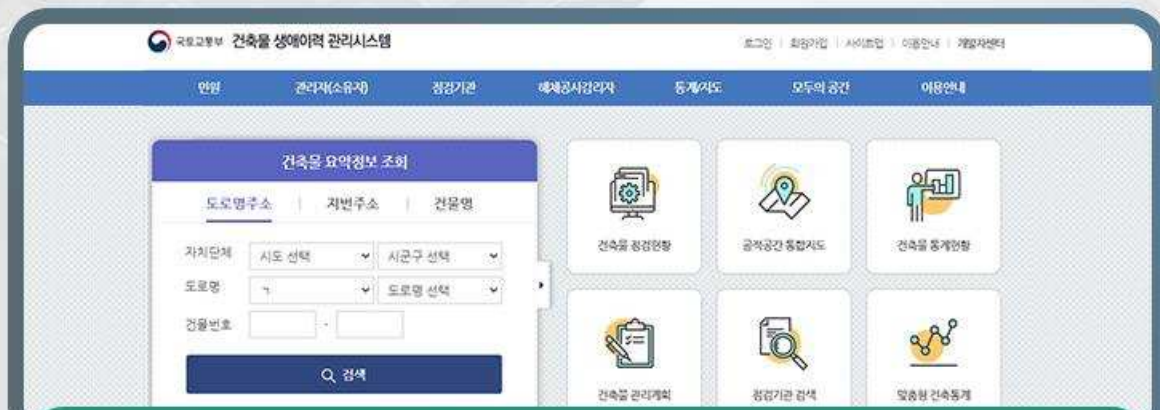 국토교통부 건축물 생애이력 관리시스템
로그인 | 회원가입 | 사이트맵 | 이용안내 | 개발자센터
민원 관리자(소유자) 점검기관 해체공사감리자 통계/지도 모두의 공간 이용안내
건축물 요약정보 조회
도로명주소 | 지번주소 | 건물명
자치단체 시도 선택 시군구 선택
도로명 ㄱ 도로명 선택
건물번호 -
검색
건축물 점검현황 공적공간 통합지도 건축물 통계현황
건축물 관리계획 점검기관 검색 맞춤형 건축통계